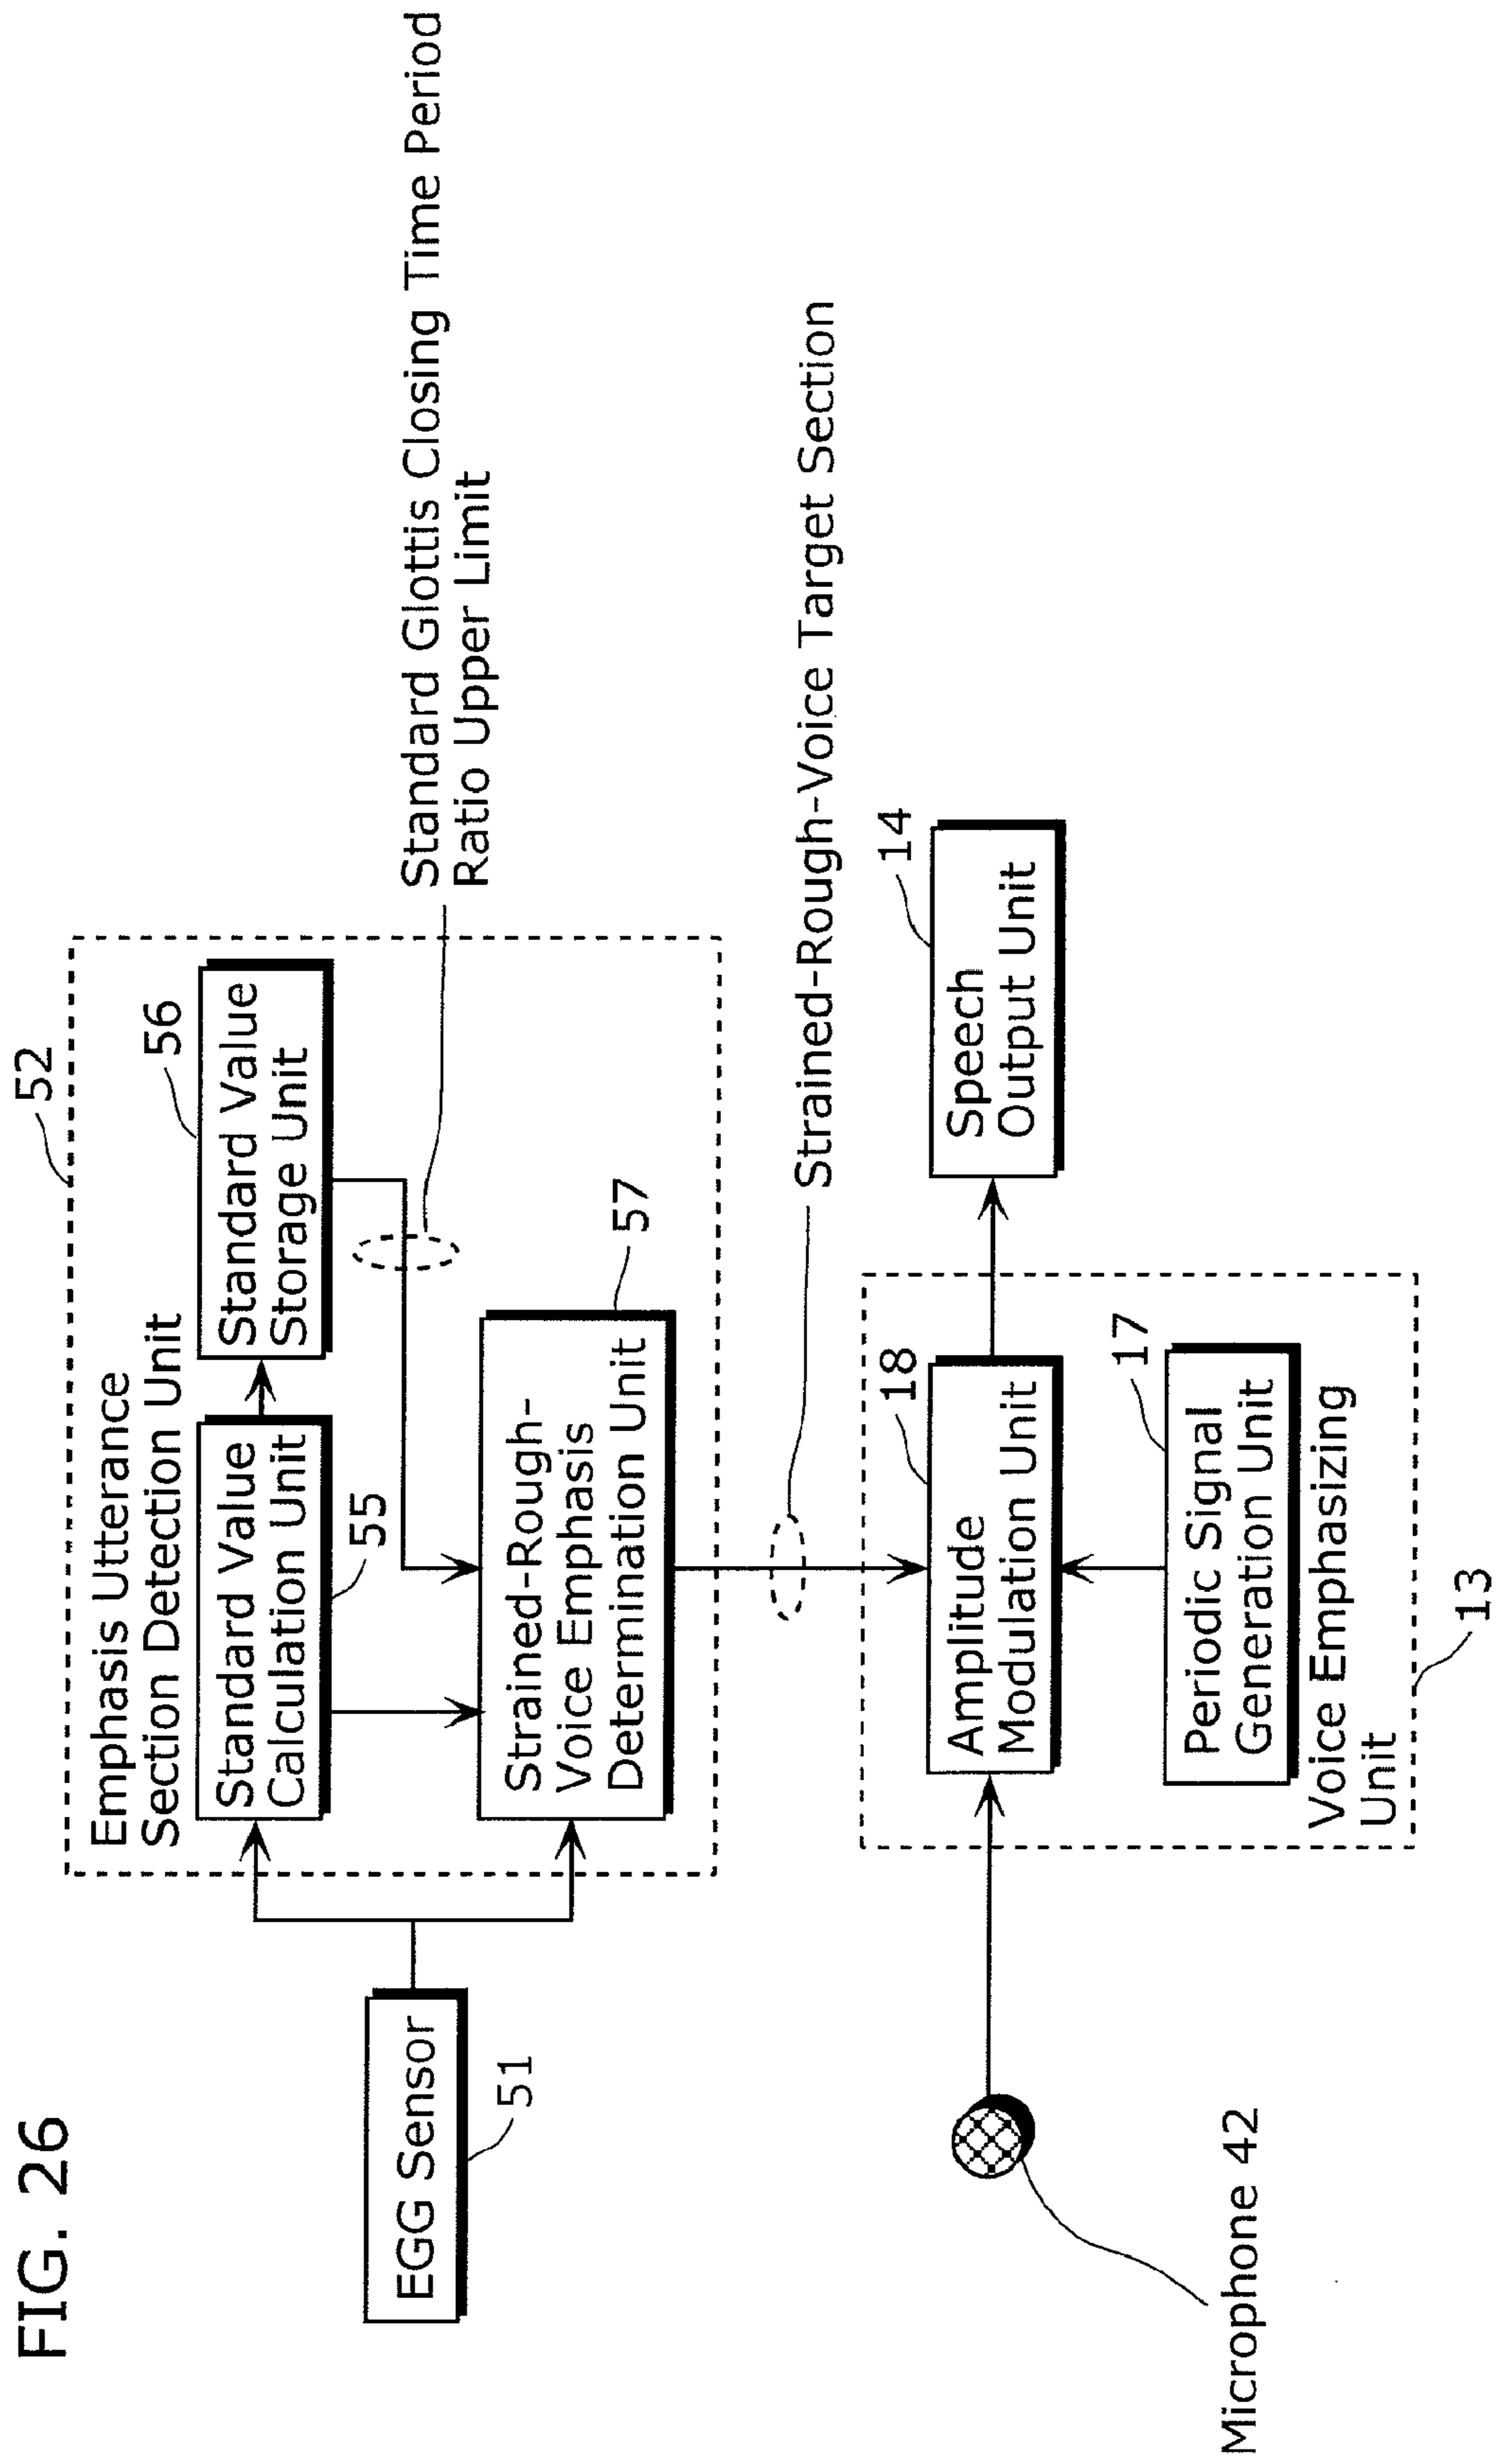 FIG. 26
52
Emphasis Utterance
Section Detection Unit
56
Standard Value
Calculation Unit
Standard Value
Storage Unit
55
Standard Glottis Closing Time Period
Ratio Upper Limit
EGG Sensor
51
57
Strained-Rough-
Voice Emphasis
Determination Unit
Strained-Rough-Voice Target Section
18
14
Amplitude
Modulation Unit
Speech
Output Unit
17
Periodic Signal
Generation Unit
Microphone 42
Voice Emphasizing
Unit
13